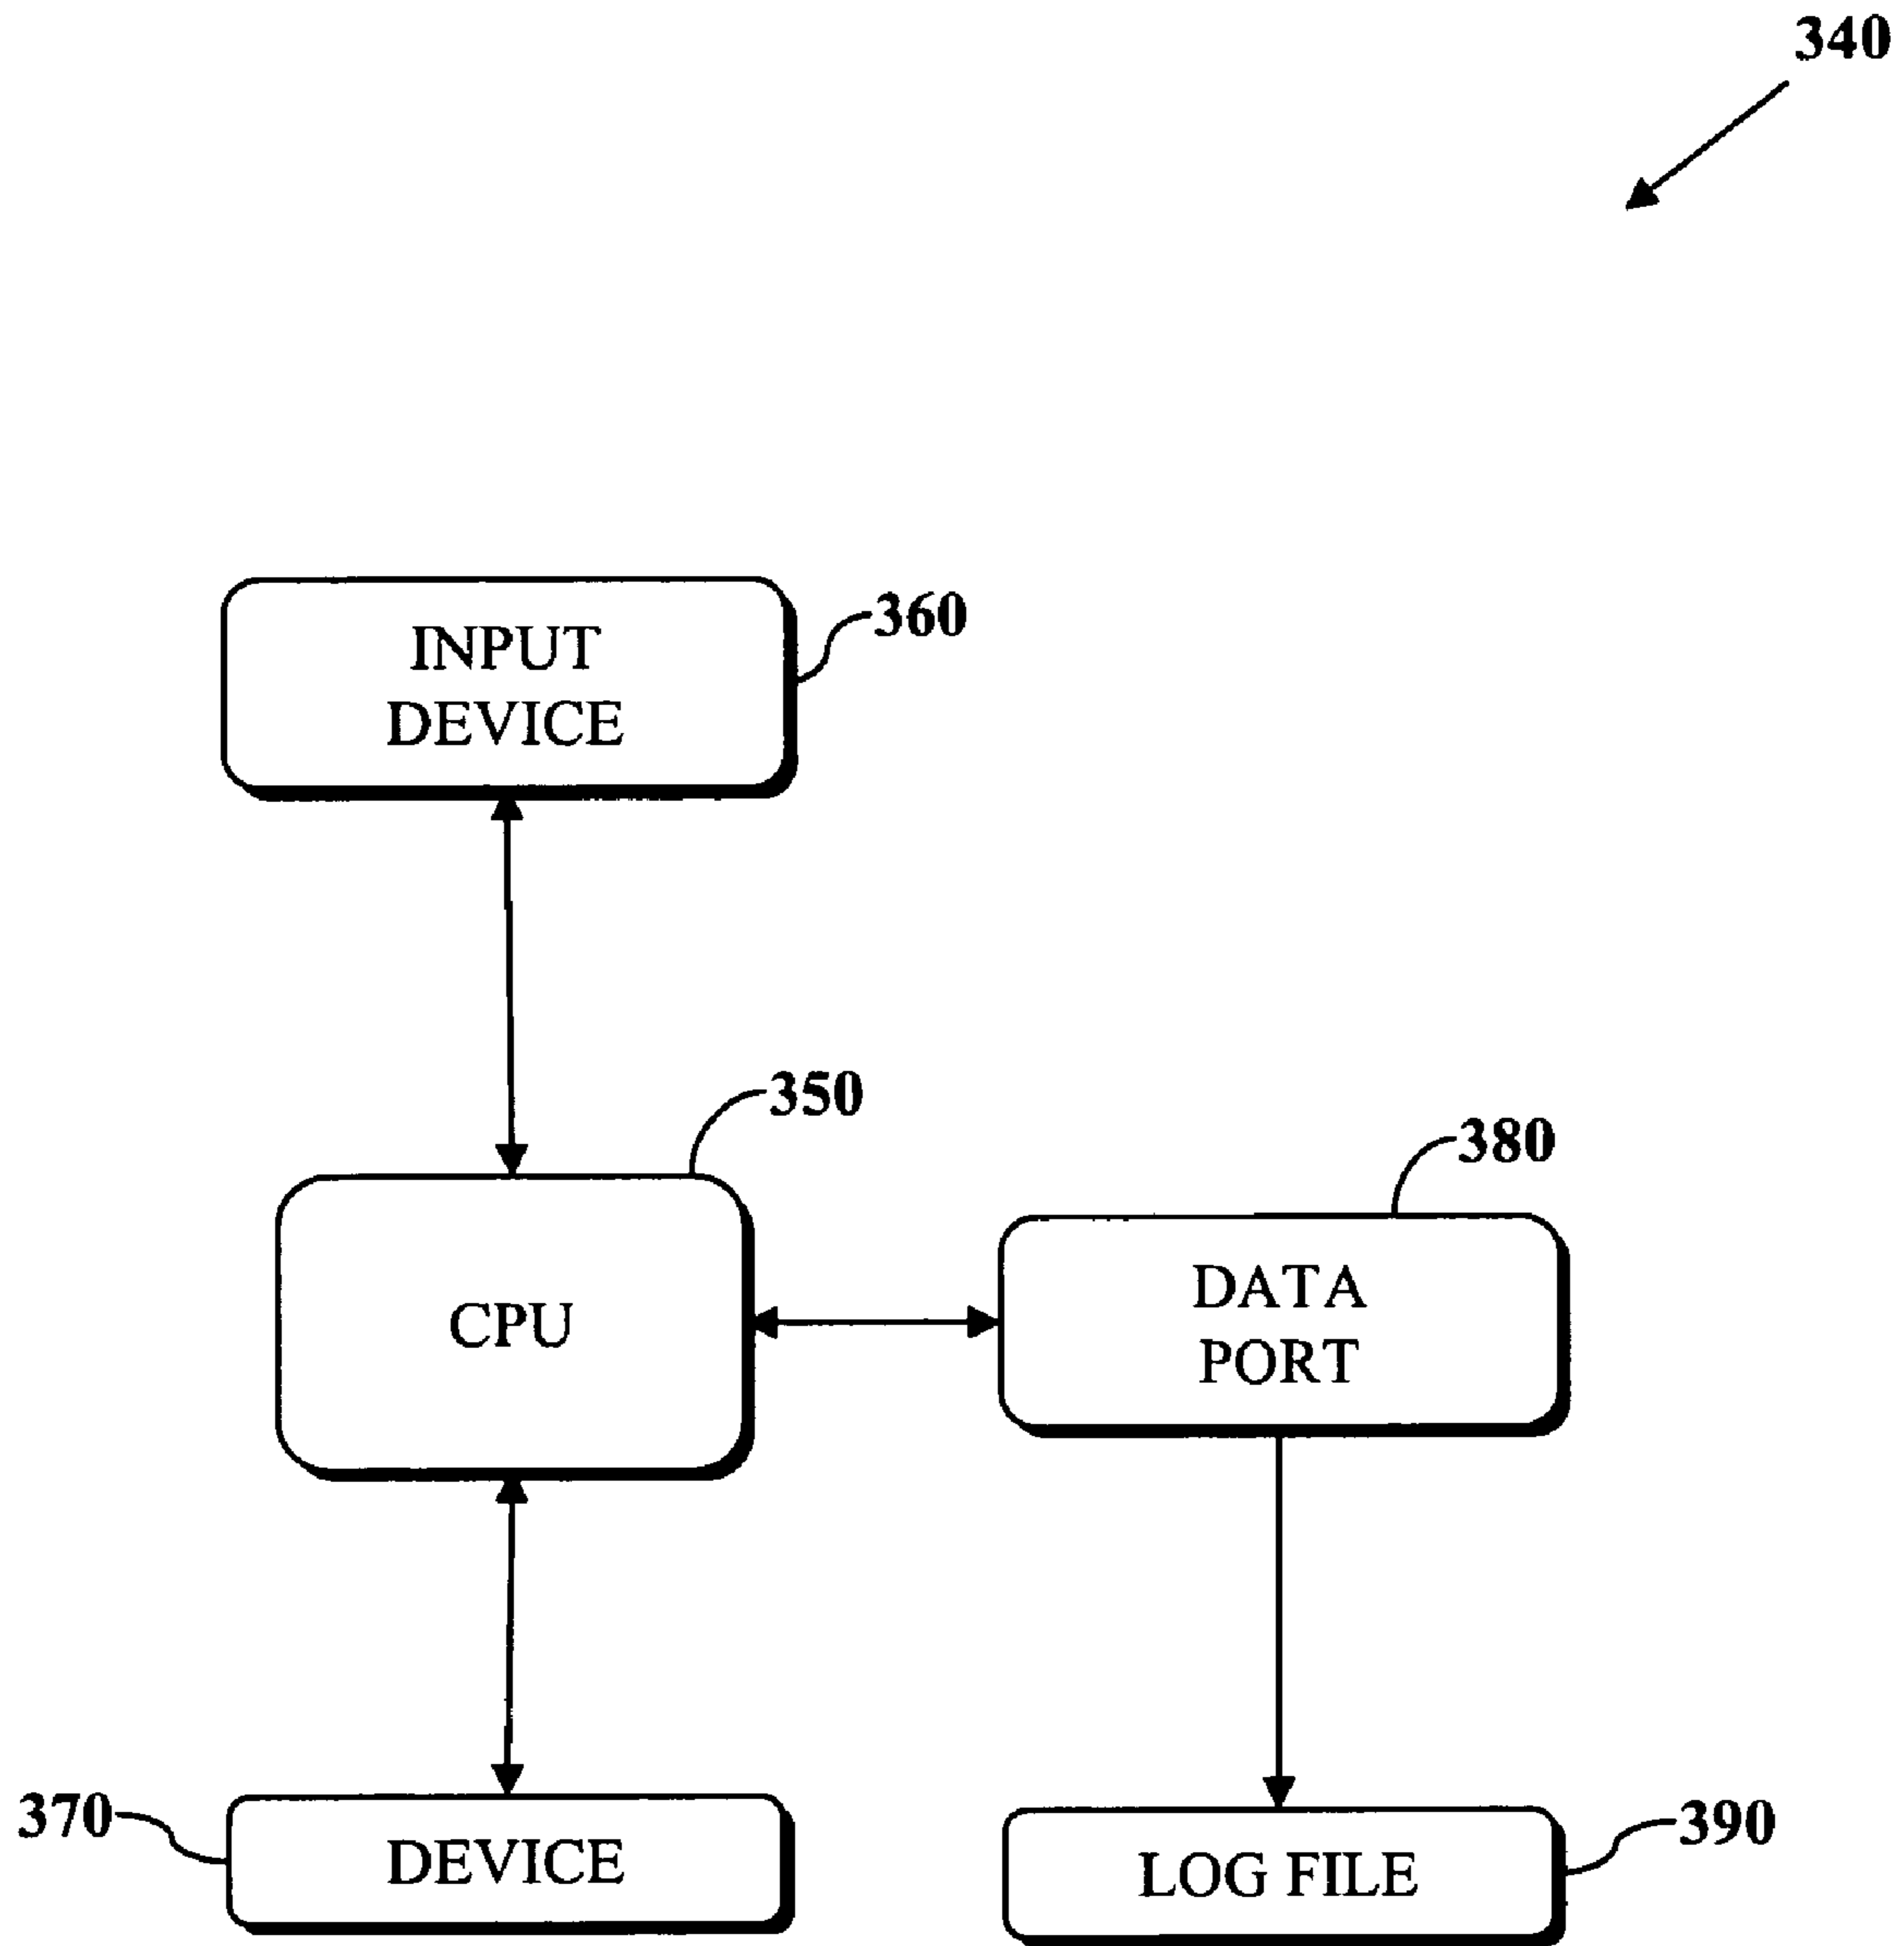 340
INPUT
DEVICE
360
350
CPU
380
DATA
PORT
370
DEVICE
LOG FILE
390